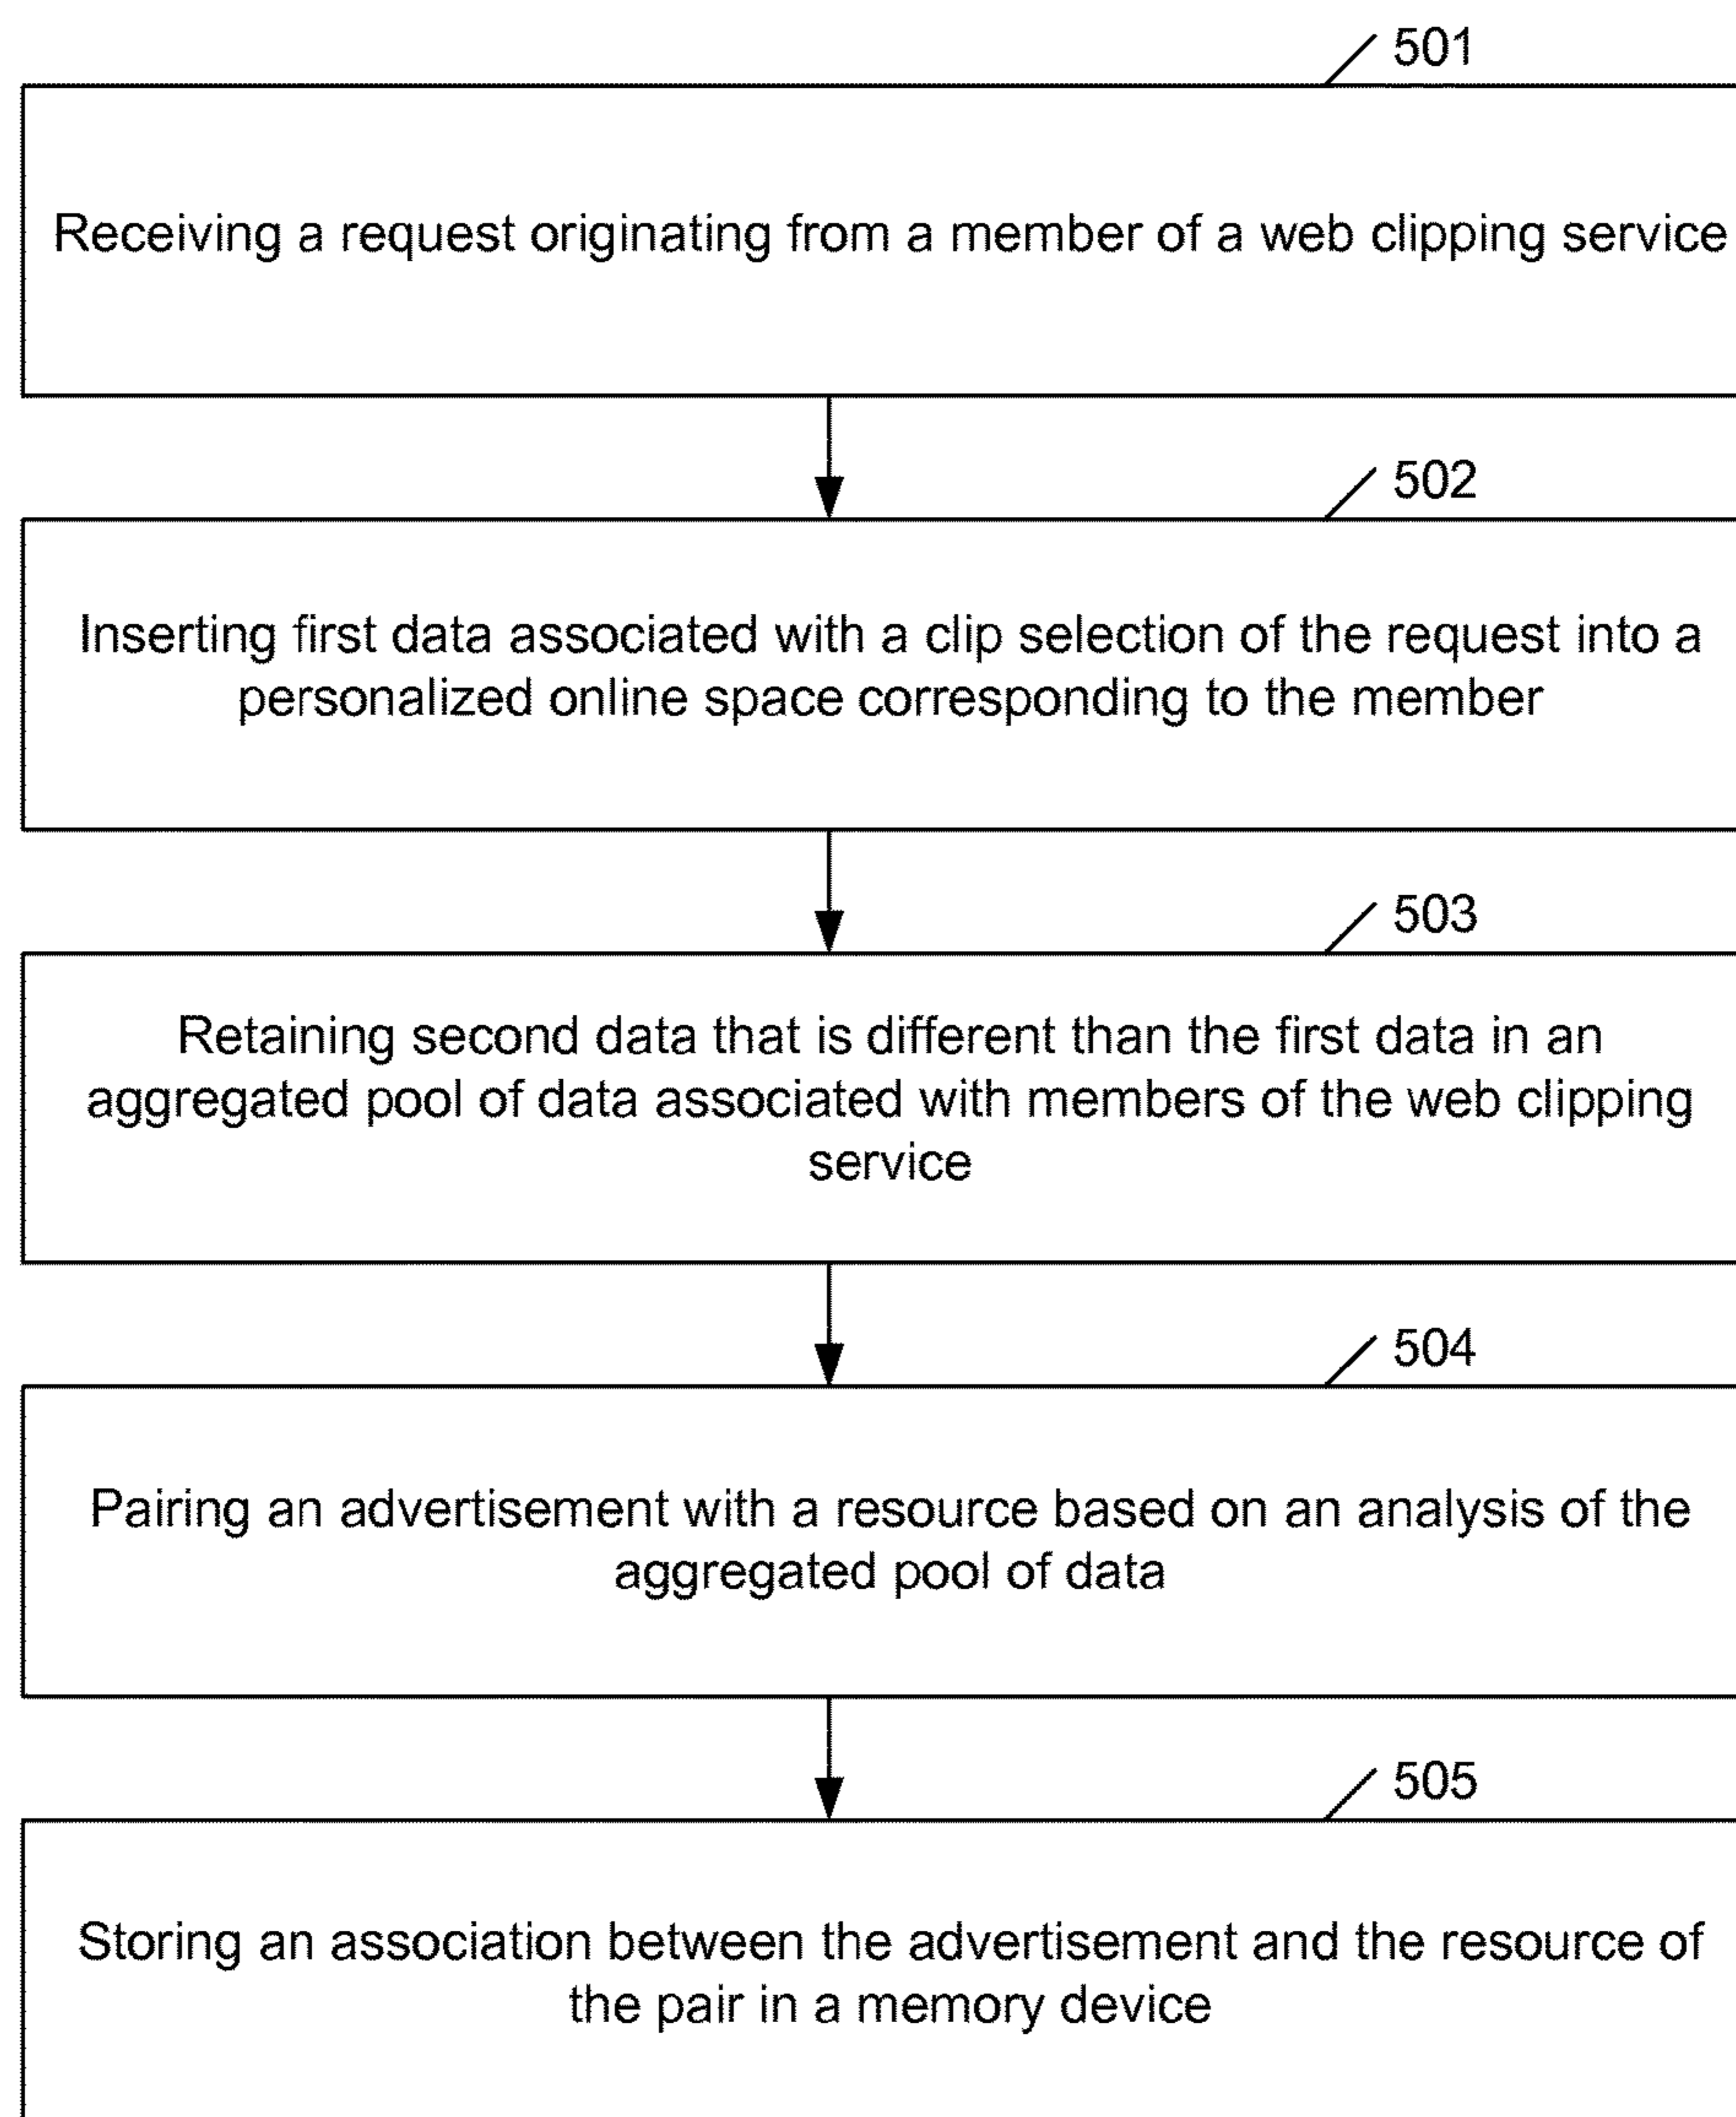 501
Receiving a request originating from a member of a web clipping service
502
Inserting first data associated with a clip selection of the request into a
personalized online space corresponding to the member
503
Retaining second data that is different than the first data in an
aggregated pool of data associated with members of the web clipping
service
504
Pairing an advertisement with a resource based on an analysis of the
aggregated pool of data
505
Storing an association between the advertisement and the resource of
the pair in a memory device